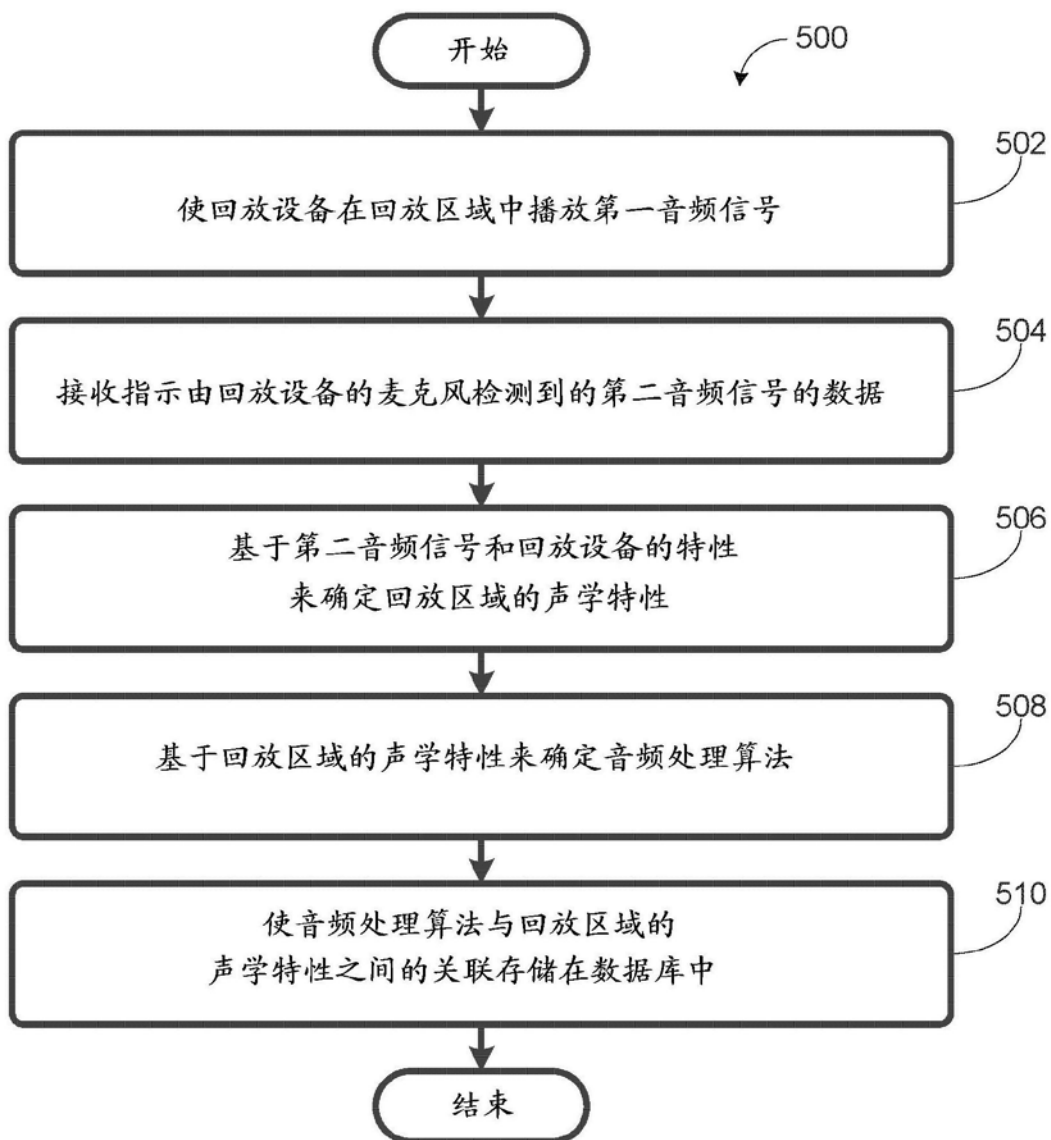 开始
500
502
使回放设备在回放区域中播放第一音频信号
504
接收指示由回放设备的麦克风检测到的第二音频信号的数据
506
基于第二音频信号和回放设备的特性
来确定回放区域的声学特性
508
基于回放区域的声学特性来确定音频处理算法
510
使音频处理算法与回放区域的
声学特性之间的关联存储在数据库中
结束